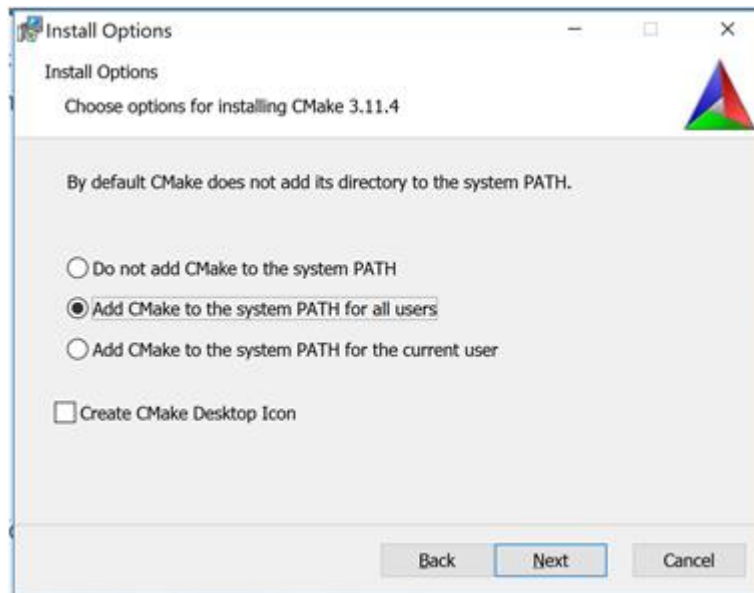 Install Options
Install Options
Choose options for installing CMake 3.11.4
By default CMake does not add its directory to the system PATH.
Do not add CMake to the system PATH
Add CMake to the system PATH for all users
Add CMake to the system PATH for the current user
Create CMake Desktop Icon
Back Next Cancel